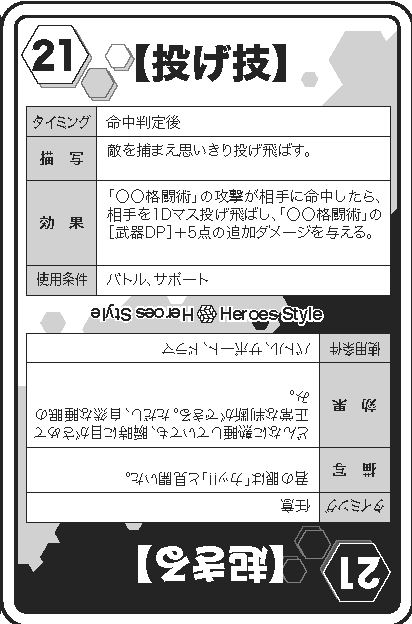 21
【投げ技】
タイミング 命中判定後
描 写 敵を捕まえ思いきり投げ飛ばす。
効 果 「〇〇格闘術」の攻撃が相手に命中したら、
相手を1Dマス投げ飛ばし、「〇〇格闘術」の
[武器DP]+5点の追加ダメージを与える。
使用条件 バトル、サポート
Heroes Style
Heroes Style
21
【起きる】
タイミング 任意
描 写 君の眼は“カッ!!”と見開いた。
効 果 どんなに熟睡していても、瞬時に目がさめて
正常な判断ができる。ただし、自然な睡眠の
み。
使用条件 バトル、サポート、ドラマ